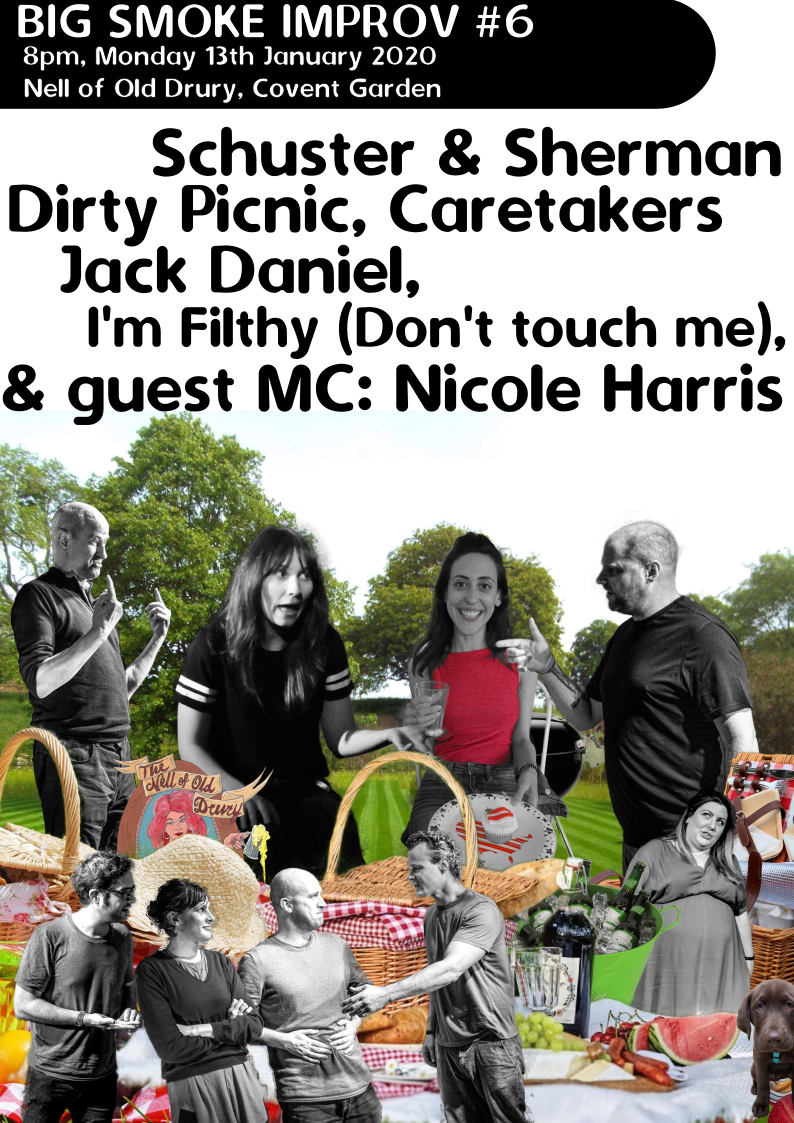 BIG SMOKE IMPROV #6
8pm, Monday 13th January 2020
Nell of Old Drury, Covent Garden
Schuster & Sherman
Dirty Picnic, Caretakers
Jack Daniel,
I'm Filthy (Don't touch me),
& guest MC: Nicole Harris
The
Nell of Old
Drury